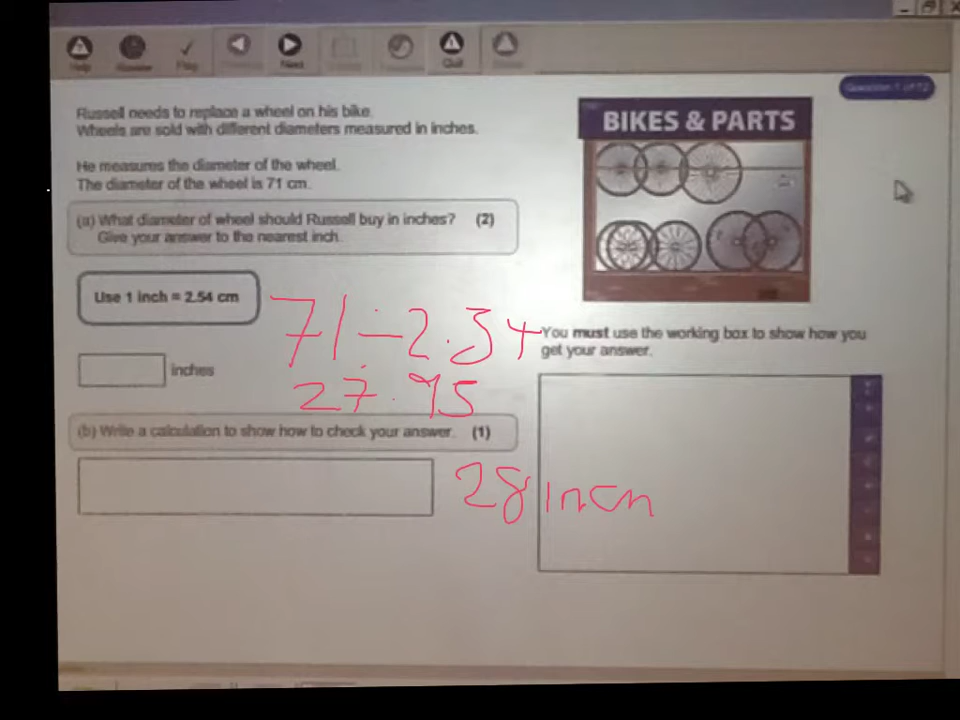 Help
Flag
Next
Quit
Question 1 of 12
Russell needs to replace a wheel on his bike.
Wheels are sold with different diameters measured in inches.
He measures the diameter of the wheel.
The diameter of the wheel is 71 cm.
(a) What diameter of wheel should Russell buy in inches? (2)
Give your answer to the nearest inch.
BIKES & PARTS
Use 1 inch = 2.54 cm
71÷2.54
27.95
inches
You must use the working box to show how you
get your answer.
(b) Write a calculation to show how to check your answer. (1)
28 inch